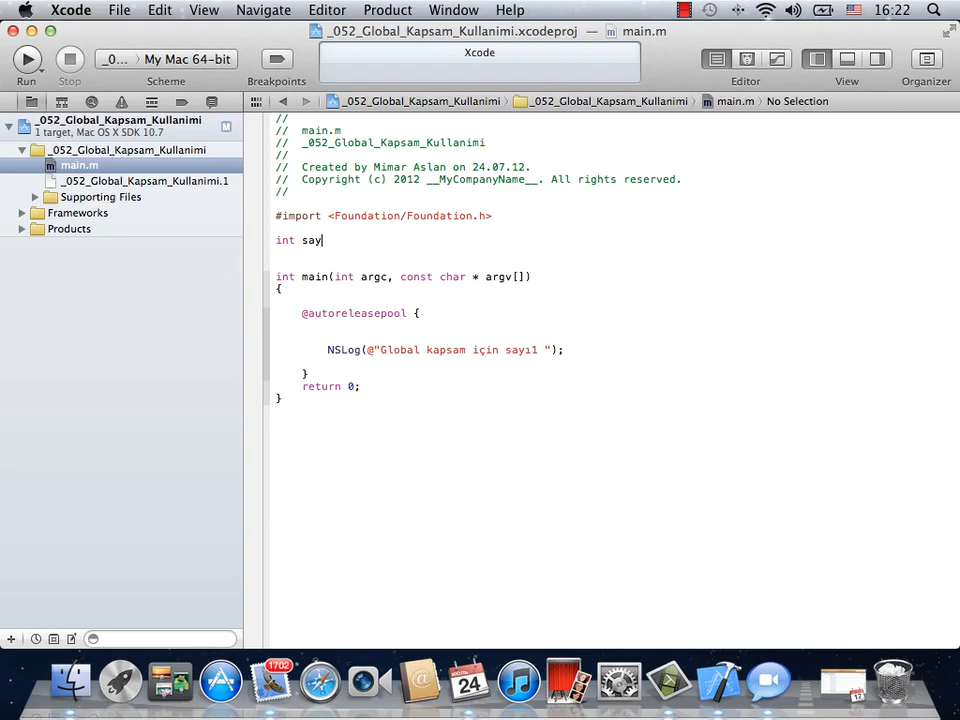 Xcode File Edit View Navigate Editor Product Window Help 16:22
_052_Global_Kapsam_Kullanimi.xcodeproj — main.m
Xcode
_0... My Mac 64-bit
Run Stop Scheme Breakpoints Editor View Organizer
_052_Global_Kapsam_Kullanimi _052_Global_Kapsam_Kullanimi main.m No Selection
_052_Global_Kapsam_Kullanimi M
1 target, Mac OS X SDK 10.7
_052_Global_Kapsam_Kullanimi
main.m
_052_Global_Kapsam_Kullanimi.1
Supporting Files
Frameworks
Products
//
// main.m
// _052_Global_Kapsam_Kullanimi
//
// Created by Mimar Aslan on 24.07.12.
// Copyright (c) 2012 __MyCompanyName__. All rights reserved.
//
#import <Foundation/Foundation.h>
int say
int main(int argc, const char * argv[])
{
@autoreleasepool {
NSLog(@"Global kapsam için sayı1 ");
}
return 0;
}
1702
24
17